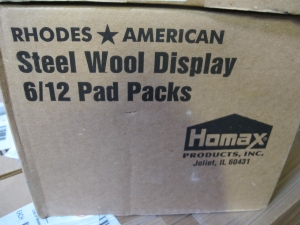 RHODES ★ AMERICAN
Steel Wool Display
6/12 Pad Packs
Homax
PRODUCTS, INC.
Joliet, IL 60431